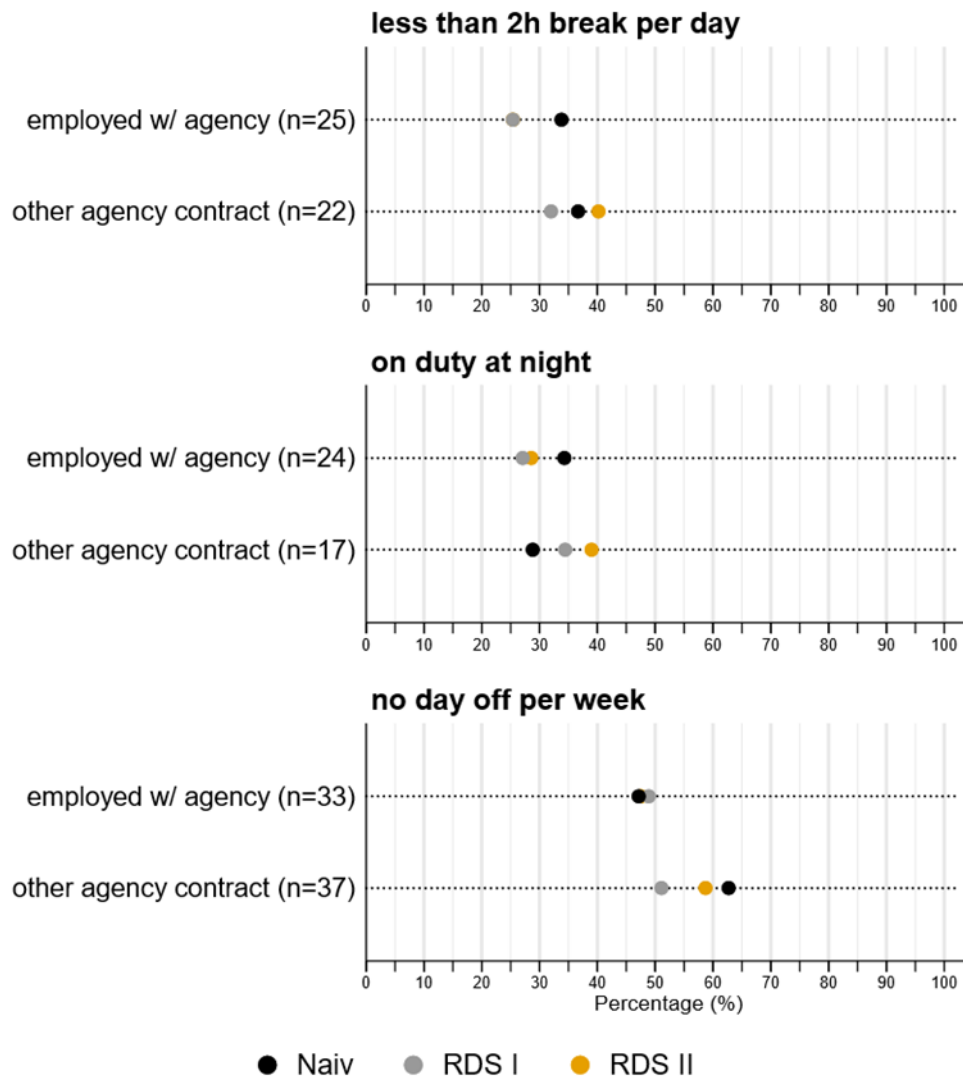 less than 2h break per day
employed w/ agency (n=25)
other agency contract (n=22)
0 10 20 30 40 50 60 70 80 90 100
on duty at night
employed w/ agency (n=24)
other agency contract (n=17)
0 10 20 30 40 50 60 70 80 90 100
no day off per week
employed w/ agency (n=33)
other agency contract (n=37)
0 10 20 30 40 50 60 70 80 90 100
Percentage (%)
Naiv RDS I RDS II